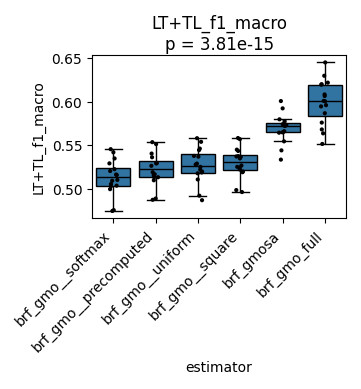 LT+TL_f1_macro
p = 3.81e-15
LT+TL_f1_macro
0.65
0.60
0.55
0.50
brf_gmo__softmax
brf_gmo__precomputed
brf_gmo__uniform
brf_gmo__square
brf_gmosa
brf_gmo_full
estimator